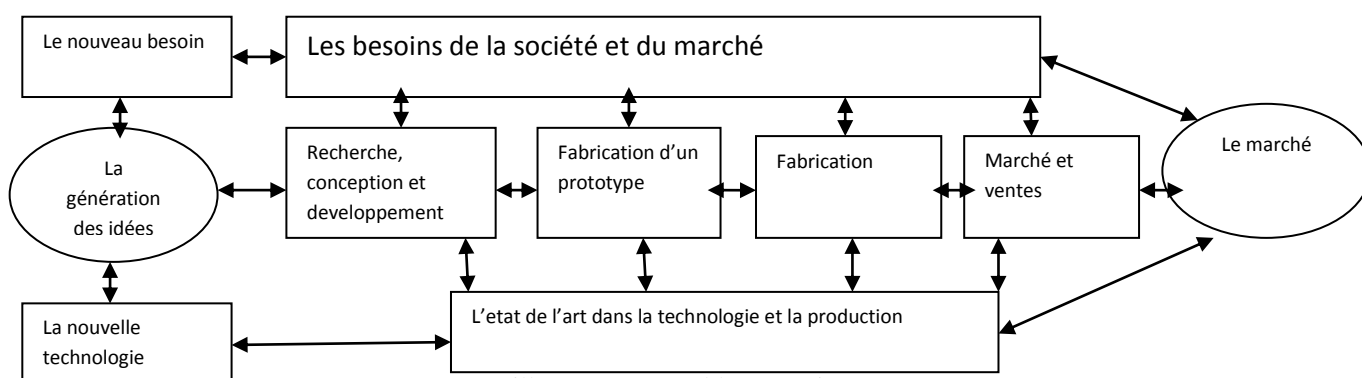 Le nouveau besoin
Les besoins de la société et du marché
La
génération
des idées
Recherche,
conception et
developpement
Fabrication d’un
prototype
Fabrication
Marché et
ventes
Le marché
La nouvelle
technologie
L’etat de l’art dans la technologie et la production